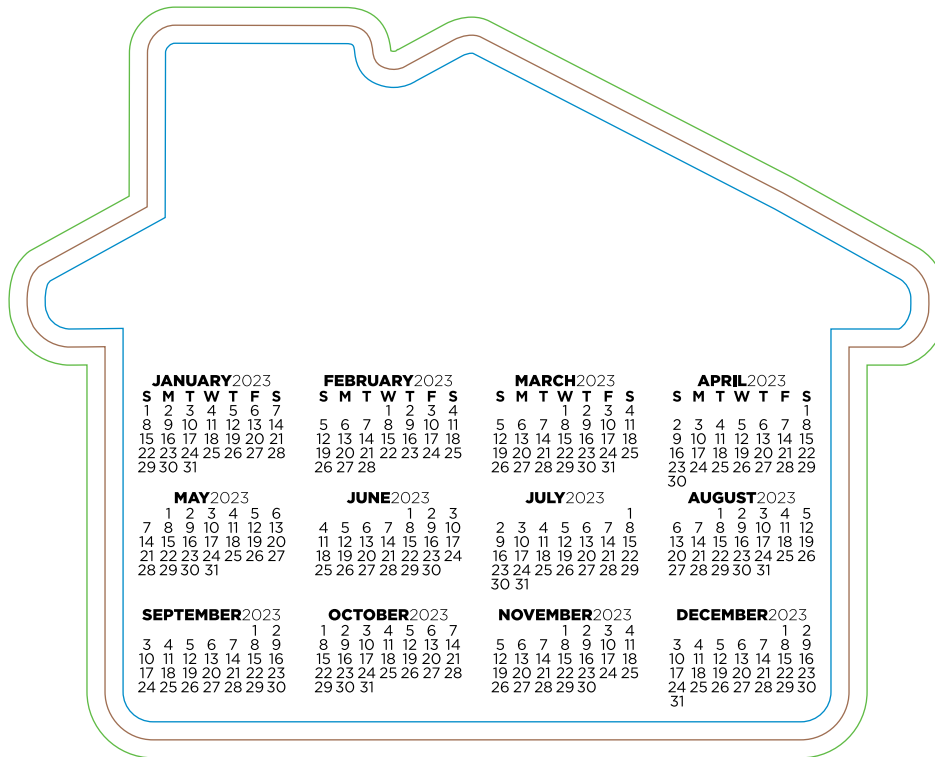 JANUARY2023 FEBRUARY2023 MARCH2023 APRIL2023
S M T W T F S S M T W T F S S M T W T F S S M T W T F S
1 2 3 4 5 6 7 1 2 3 4 1 2 3 4 1
8 9 10 11 12 13 14 5 6 7 8 9 10 11 5 6 7 8 9 10 11 2 3 4 5 6 7 8
15 16 17 18 19 20 21 12 13 14 15 16 17 18 12 13 14 15 16 17 18 9 10 11 12 13 14 15
22 23 24 25 26 27 28 19 20 21 22 23 24 25 19 20 21 22 23 24 25 16 17 18 19 20 21 22
29 30 31 26 27 28 26 27 28 29 30 31 23 24 25 26 27 28 29
30
MAY2023 JUNE2023 JULY2023 AUGUST2023
1 2 3 4 5 6 1 2 3 1 1 2 3 4 5
7 8 9 10 11 12 13 4 5 6 7 8 9 10 2 3 4 5 6 7 8 6 7 8 9 10 11 12
14 15 16 17 18 19 20 11 12 13 14 15 16 17 9 10 11 12 13 14 15 13 14 15 16 17 18 19
21 22 23 24 25 26 27 18 19 20 21 22 23 24 16 17 18 19 20 21 22 20 21 22 23 24 25 26
28 29 30 31 25 26 27 28 29 30 23 24 25 26 27 28 29 27 28 29 30 31
30 31
SEPTEMBER2023 OCTOBER2023 NOVEMBER2023 DECEMBER2023
1 2 1 2 3 4 5 6 7 1 2 3 4 1 2
3 4 5 6 7 8 9 8 9 10 11 12 13 14 5 6 7 8 9 10 11 3 4 5 6 7 8 9
10 11 12 13 14 15 16 15 16 17 18 19 20 21 12 13 14 15 16 17 18 10 11 12 13 14 15 16
17 18 19 20 21 22 23 22 23 24 25 26 27 28 19 20 21 22 23 24 25 17 18 19 20 21 22 23
24 25 26 27 28 29 30 29 30 31 26 27 28 29 30 24 25 26 27 28 29 30
31